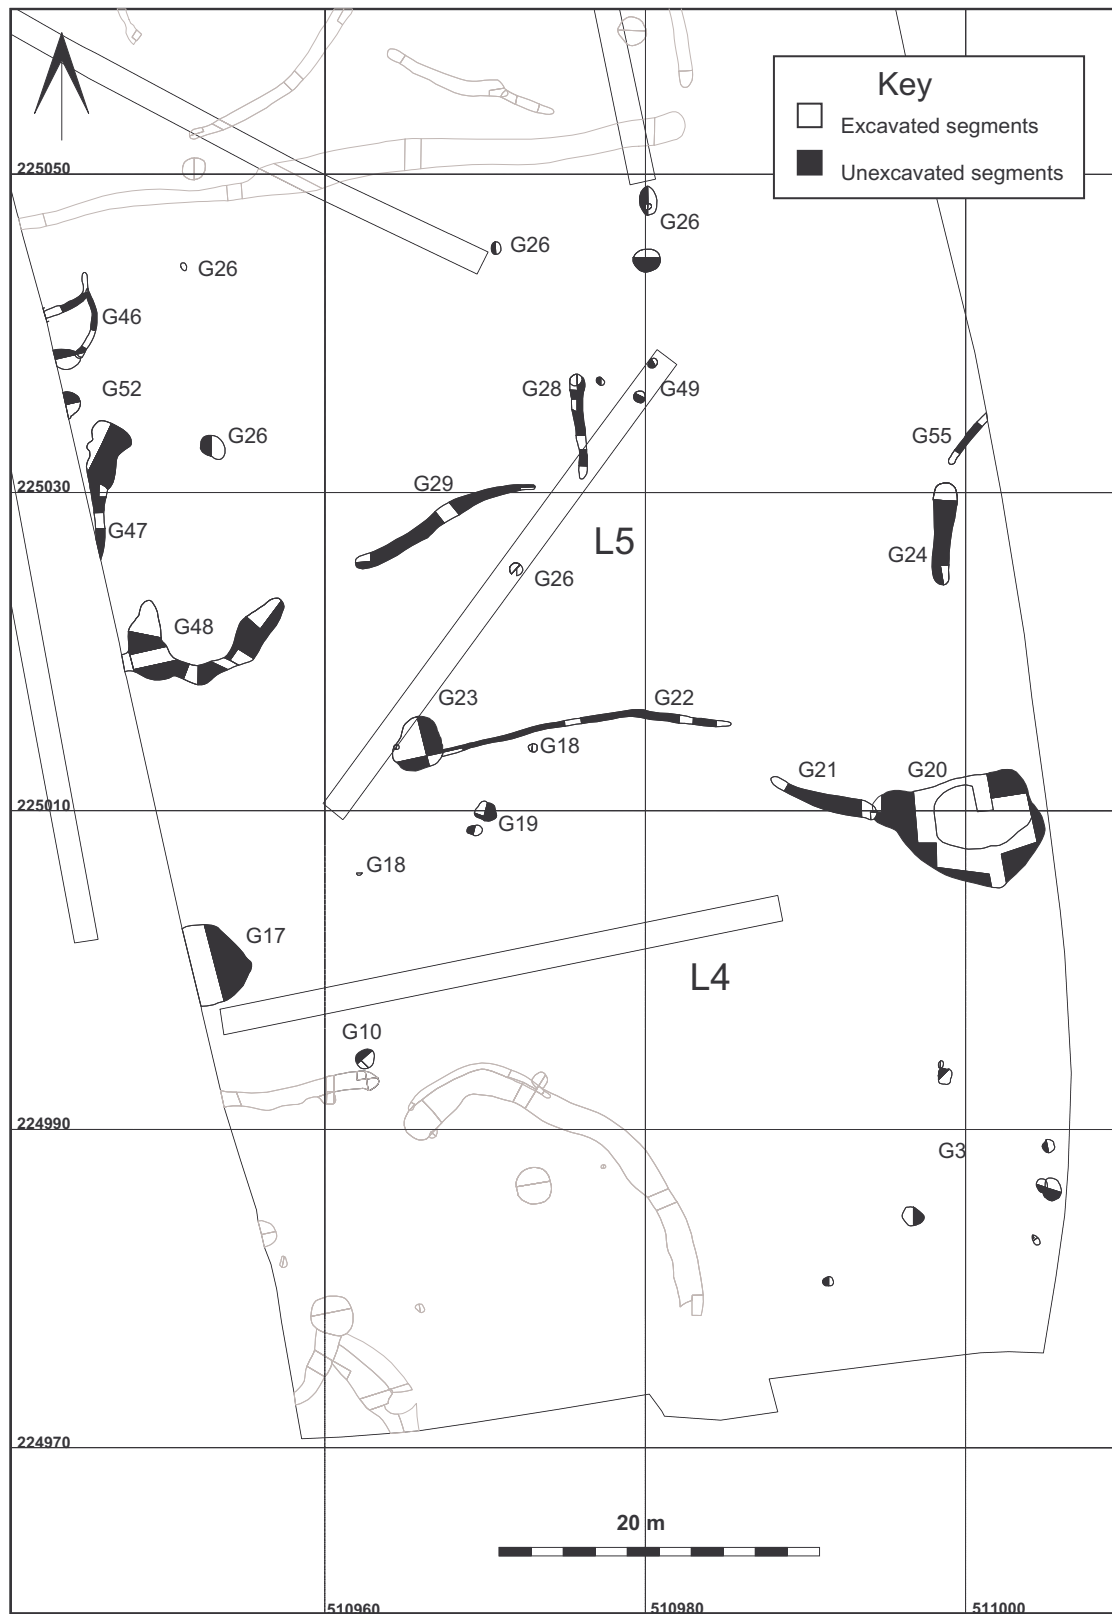 Key
Excavated segments
Unexcavated segments
225050
G26
G26
G26
G46
G52
G28
G49
G26
G55
225030
G29
G47
L5
G24
G26
G48
G23
G22
G18
G21
G20
225010
G19
G18
G17
L4
G10
224990
G3
224970
20 m
510960
510980
511000